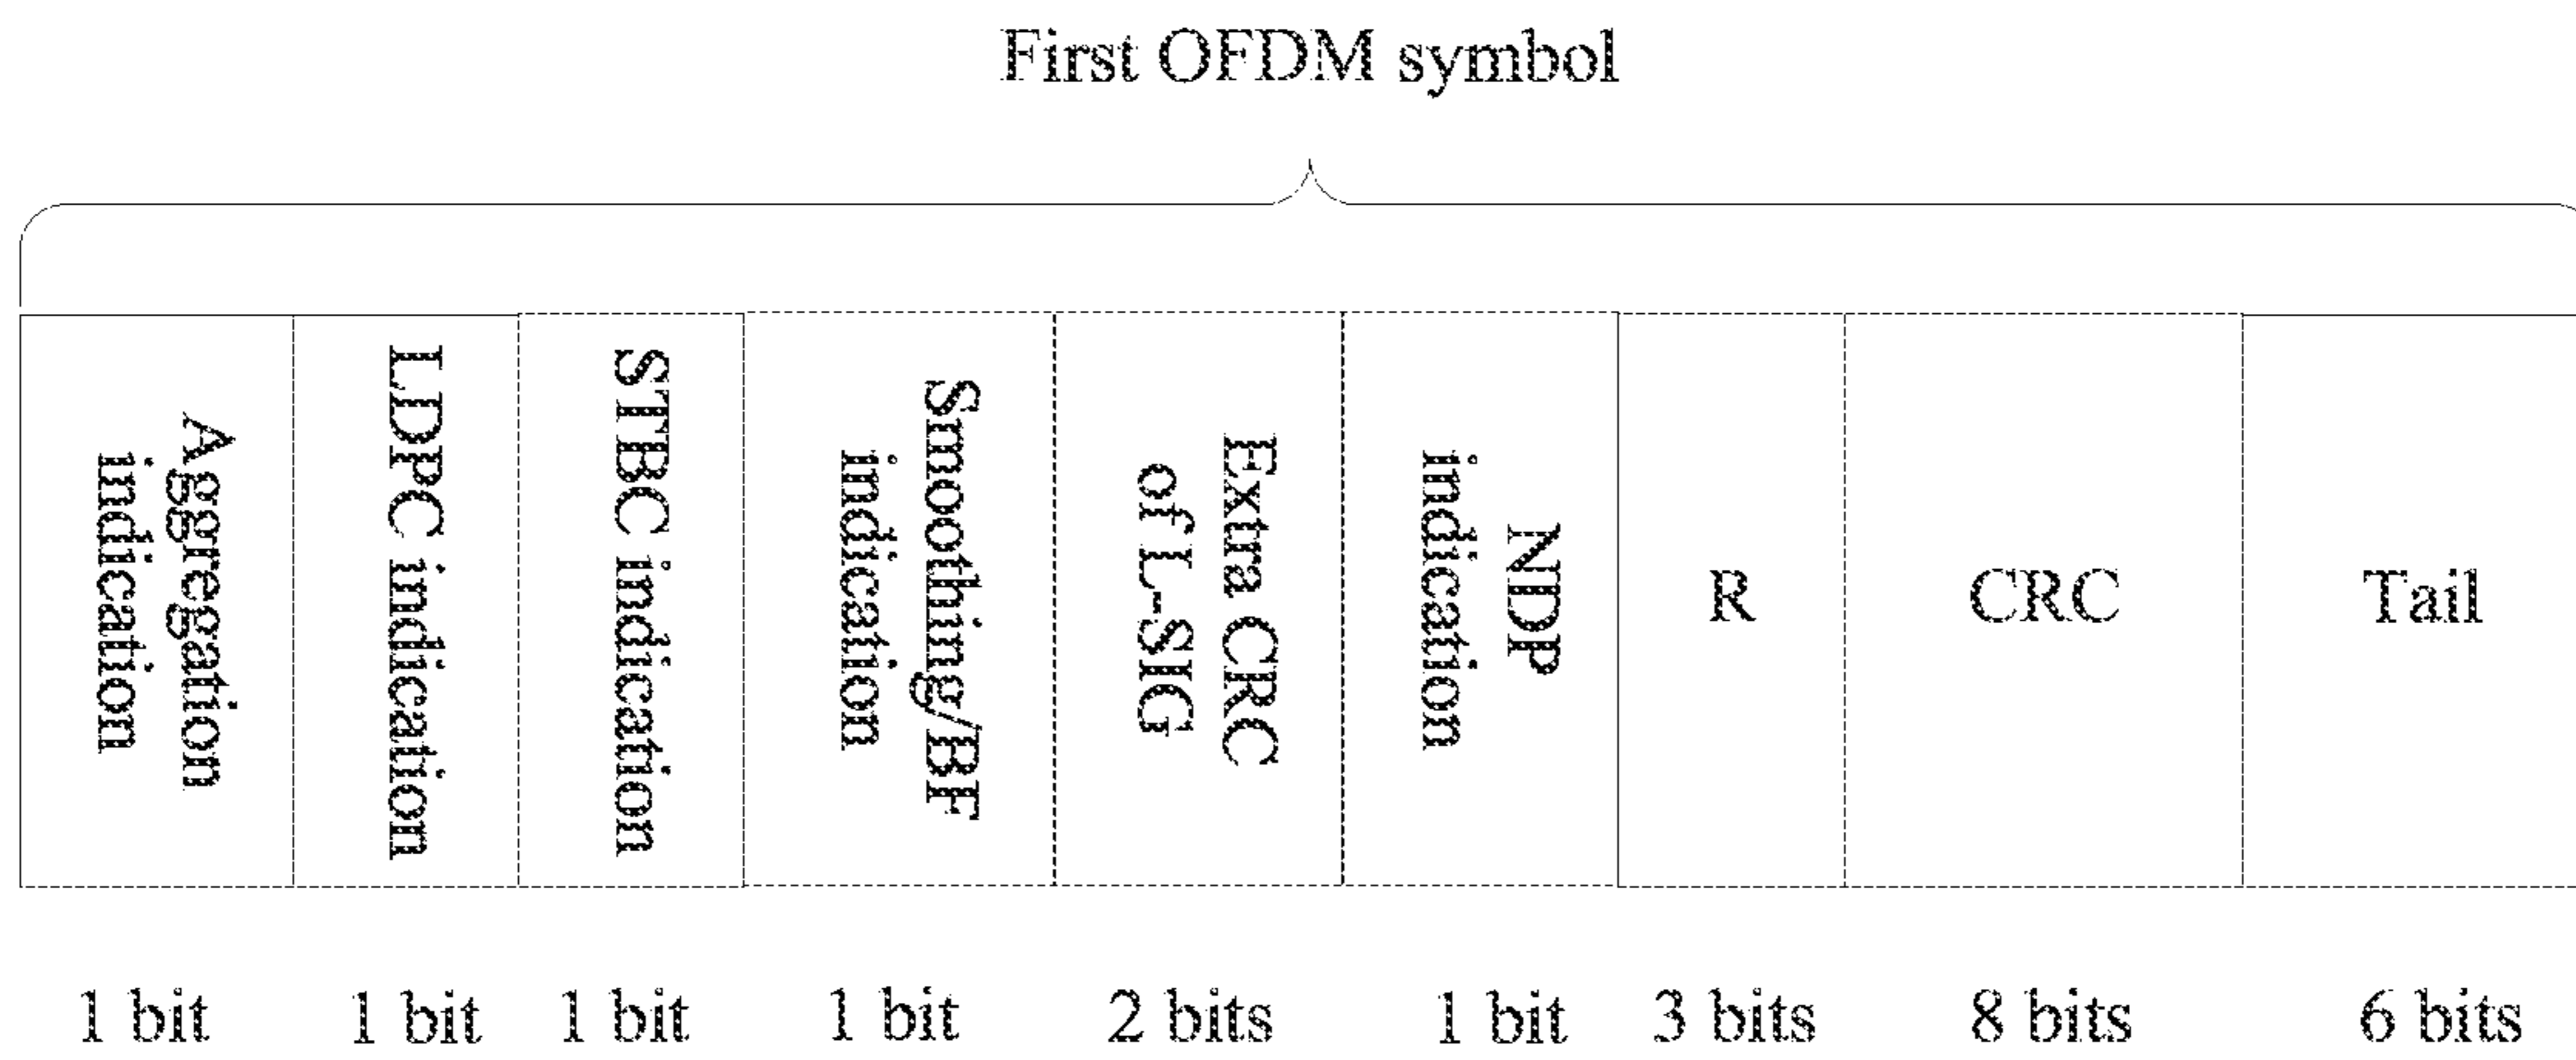 First OFDM symbol
Aggregation
indication
LDPC indication
STBC indication
Smoothing/BF
indication
Extra CRC
of L-SIG
NDP
indication
R
CRC
Tail
1 bit
1 bit
1 bit
1 bit
2 bits
1 bit
3 bits
8 bits
6 bits